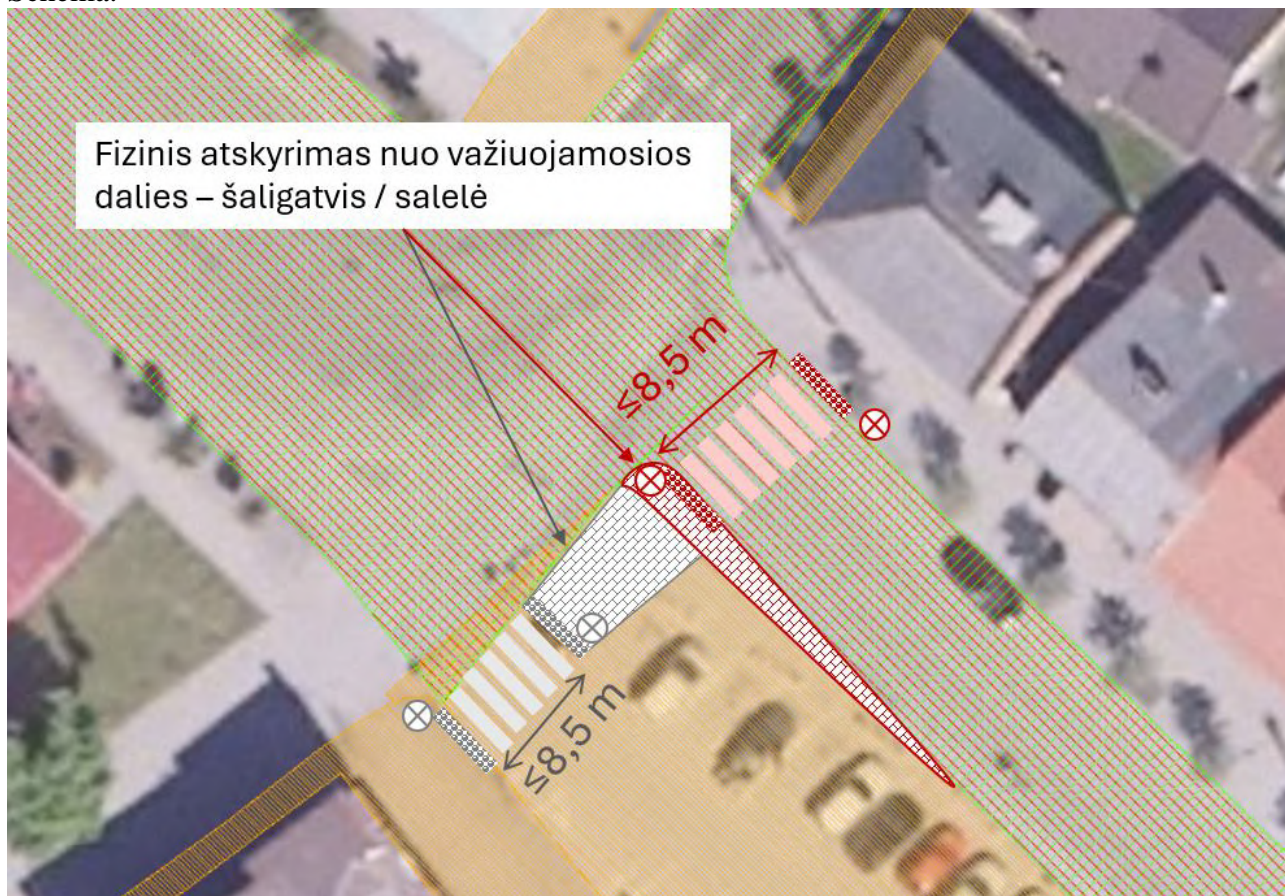 Fizinis atskyrimas nuo važiuojamosios
dalies – šaligatvis / salelė
≤8,5 m
≤8,5 m